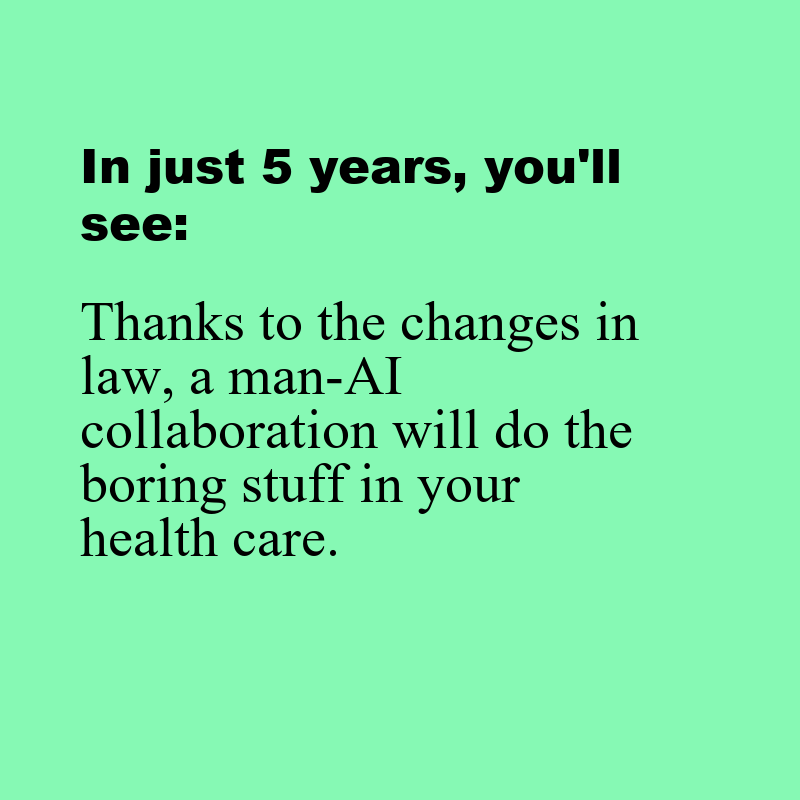 In just 5 years, you'll
see:
Thanks to the changes in
law, a man-AI
collaboration will do the
boring stuff in your
health care.